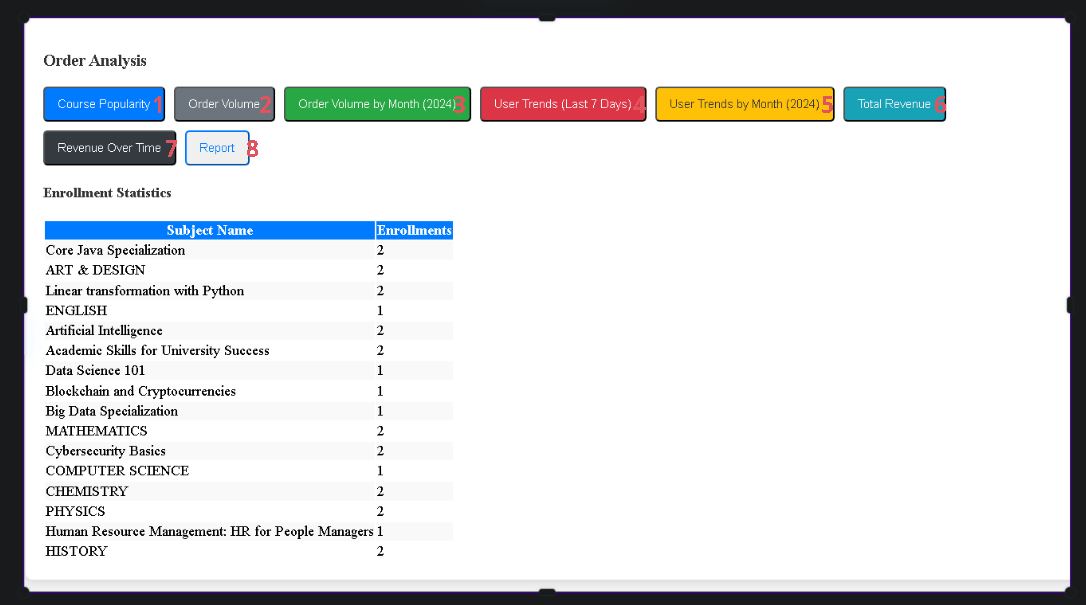 Order Analysis
Course Popularity 1 Order Volume 2 Order Volume by Month (2024) 3 User Trends (Last 7 Days) 4 User Trends by Month (2024) 5 Total Revenue 6
Revenue Over Time 7 Report 8
Enrollment Statistics
Subject Name Enrollments
Core Java Specialization 2
ART & DESIGN 2
Linear transformation with Python 2
ENGLISH 1
Artificial Intelligence 2
Academic Skills for University Success 2
Data Science 101 1
Blockchain and Cryptocurrencies 1
Big Data Specialization 1
MATHEMATICS 2
Cybersecurity Basics 2
COMPUTER SCIENCE 1
CHEMISTRY 2
PHYSICS 2
Human Resource Management: HR for People Managers 1
HISTORY 2